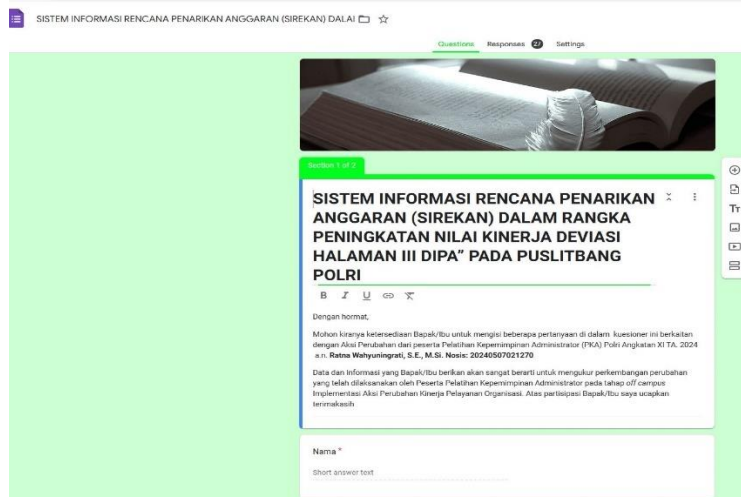 SISTEM INFORMASI RENCANA PENARIKAN ANGGARAN (SIREKAN) DALAI
Questions Responses 27 Settings
Section 1 of 2
SISTEM INFORMASI RENCANA PENARIKAN
ANGGARAN (SIREKAN) DALAM RANGKA
PENINGKATAN NILAI KINERJA DEVIASI
HALAMAN III DIPA" PADA PUSLITBANG
POLRI
B I U
Dengan hormat,
Mohon kiranya ketersediaan Bapak/Ibu untuk mengisi beberapa pertanyaan di dalam kuesioner ini berkaitan
dengan Aksi Perubahan dari peserta Pelatihan Kepemimpinan Administrator (PKA) Polri Angkatan XI TA. 2024
a.n. Ratna Wahyuningrati, S.E., M.Si. Nosis: 20240507021270
Data dan Informasi yang Bapak/Ibu berikan akan sangat berarti untuk mengukur perkembangan perubahan
yang telah dilaksanakan oleh Peserta Pelatihan Kepemimpinan Administrator pada tahap off campus
Implementasi Aksi Perubahan Kinerja Pelayanan Organisasi. Atas partisipasi Bapak/Ibu saya ucapkan
terimakasih
Nama *
Short answer text
Tт